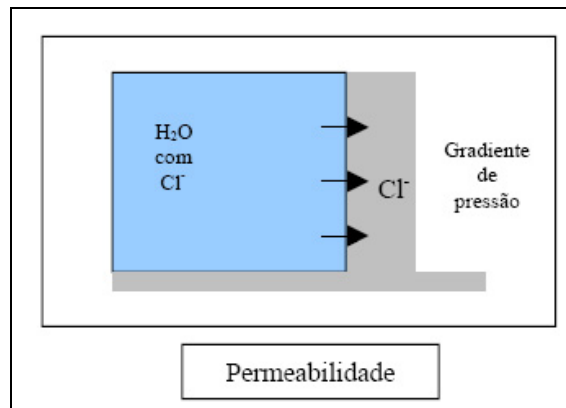 H₂O
com
Cl⁻
Cl⁻
Gradiente
de
pressão
Permeabilidade